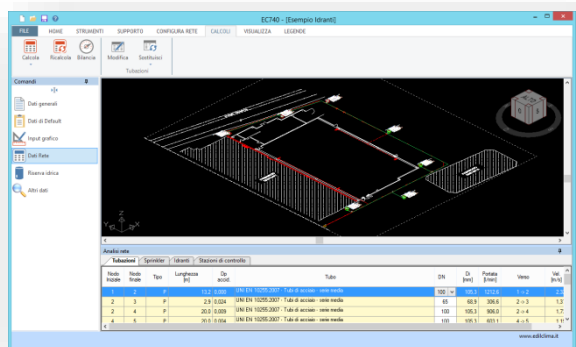 EC740 - [Esempio Idranti]
FILE HOME STRUMENTI SUPPORTO CONFIGURA RETE CALCOLI VISUALIZZA LEGENDE
Calcola Ricalcola Bilancia Modifica Sostituisci
Tubazioni
Comandi
Dati generali
Dati di Default
Input grafico
Dati Rete
Riserva idrica
Altri dati
Analisi rete
Tubazioni Sprinkler Idranti Stazioni di controllo
Nodo iniziale Nodo finale Tipo Lunghezza [m] Dp accid. Tubo DN Di [mm] Portata [l/min] Verso Vel. [m/s]
1 2 P 13,2 0,000 UNI EN 10255:2007 - Tubi di acciaio - serie media 100 105,3 1212,6 1 -> 2
2 3 P 2,9 0,024 UNI EN 10255:2007 - Tubi di acciaio - serie media 65 68,9 306,6 2 -> 3
2 4 P 20,0 0,009 UNI EN 10255:2007 - Tubi di acciaio - serie media 100 105,3 906,0 2 -> 4
4 5 P 20,0 0,004 UNI EN 10255:2007 - Tubi di acciaio - serie media 100 105,3 603,1 4 -> 5
www.edilclima.it